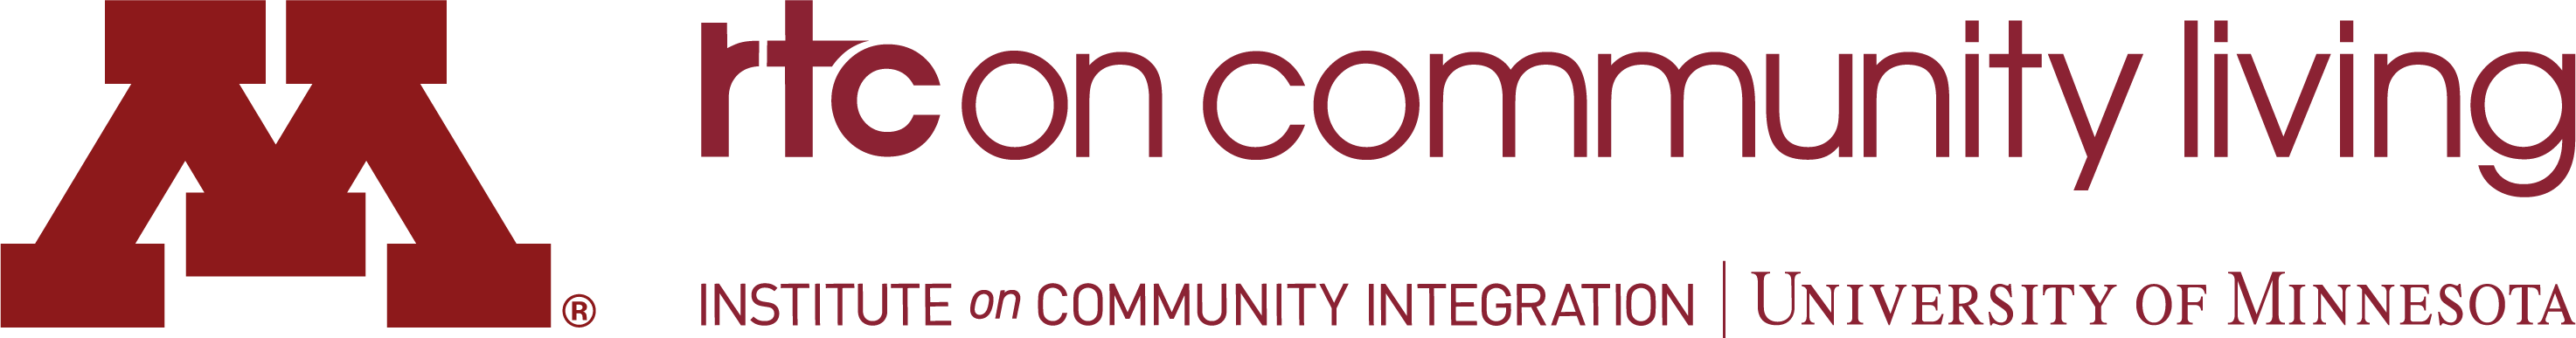 M®
rtc on community living
INSTITUTE on COMMUNITY INTEGRATION | UNIVERSITY OF MINNESOTA